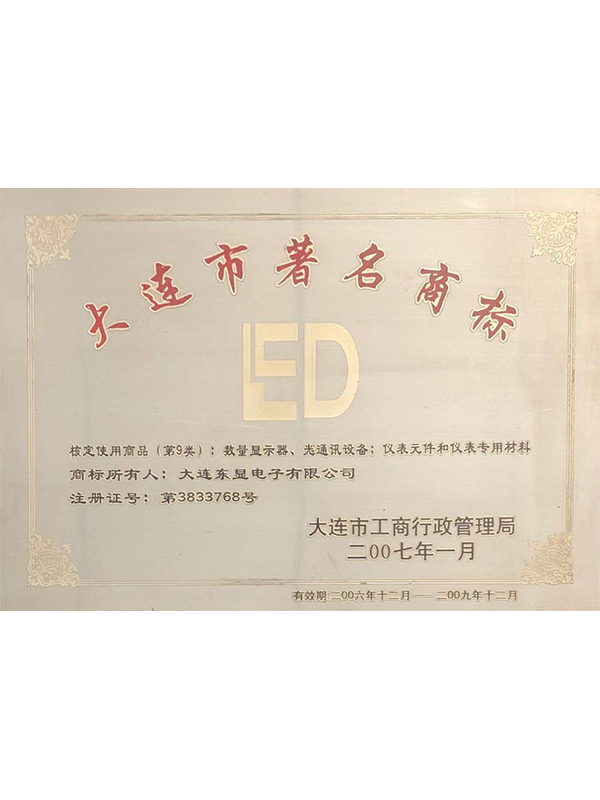 大连市著名商标
LED
核定使用商品（第9类）：数量显示器、光通讯设备；仪表元件和仪表专用材料
商标所有人：大连东显电子有限公司
注册证号：第3833768号
大连市工商行政管理局
二00七年一月
有效期:二00六年十二月——二00九年十二月